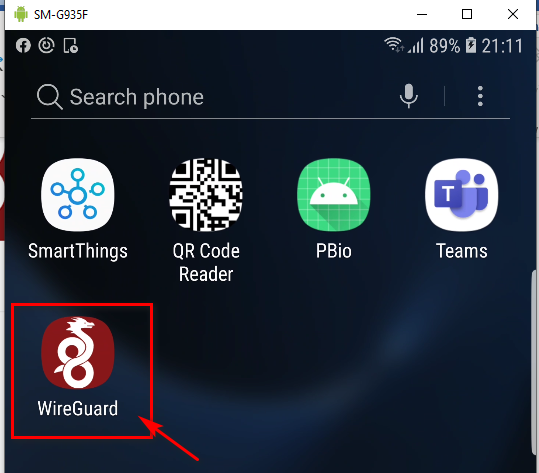 SM-G935F
89% 21:11
Search phone
SmartThings
QR Code
Reader
PBio
Teams
WireGuard